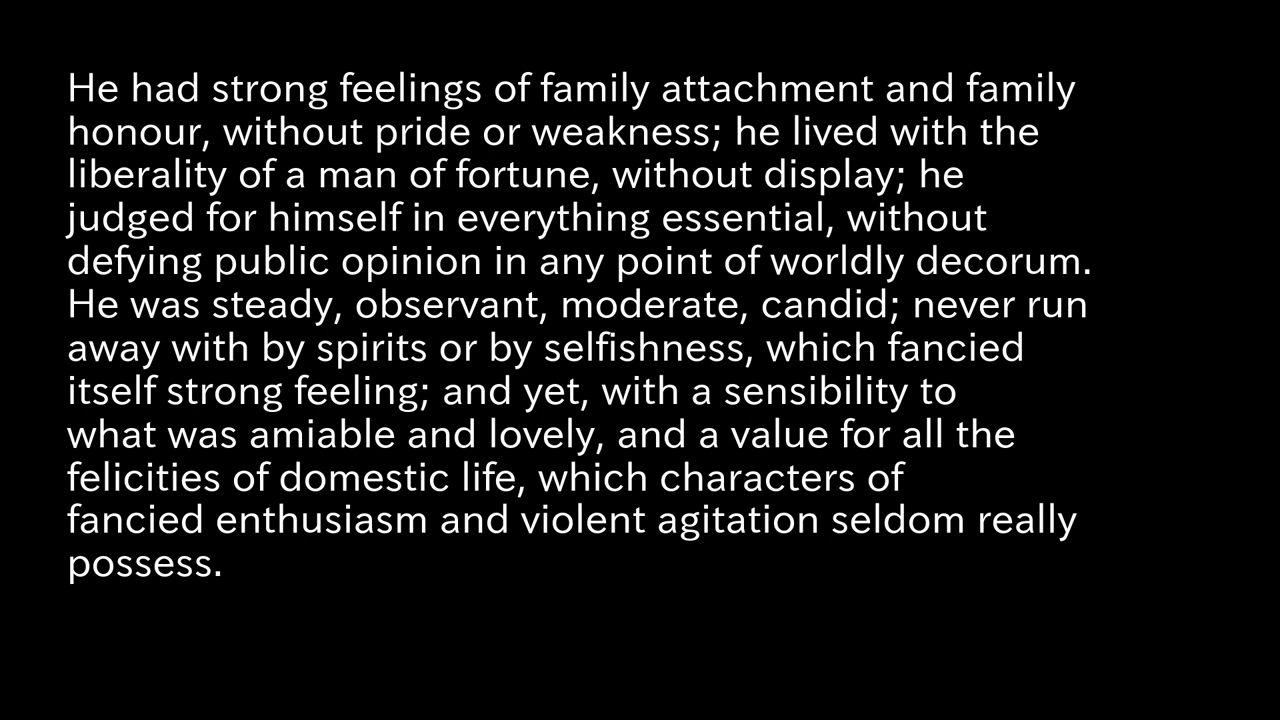 He had strong feelings of family attachment and family
honour, without pride or weakness; he lived with the
liberality of a man of fortune, without display; he
judged for himself in everything essential, without
defying public opinion in any point of worldly decorum.
He was steady, observant, moderate, candid; never run
away with by spirits or by selfishness, which fancied
itself strong feeling; and yet, with a sensibility to
what was amiable and lovely, and a value for all the
felicities of domestic life, which characters of
fancied enthusiasm and violent agitation seldom really
possess.